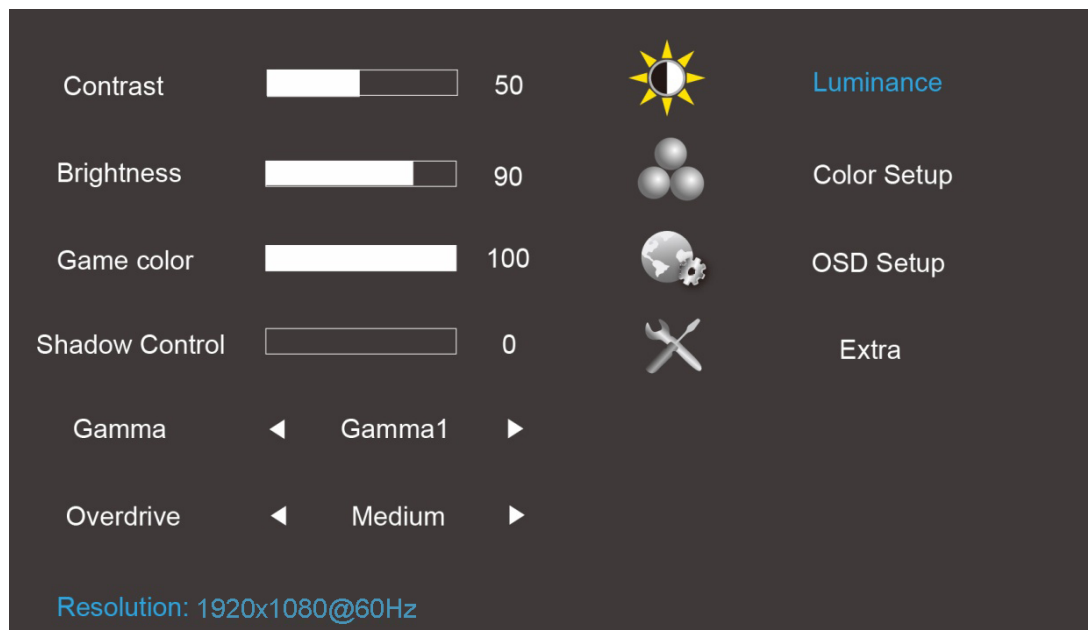 Contrast 50 Luminance
Brightness 90 Color Setup
Game color 100 OSD Setup
Shadow Control 0 Extra
Gamma Gamma1
Overdrive Medium
Resolution: 1920x1080@60Hz